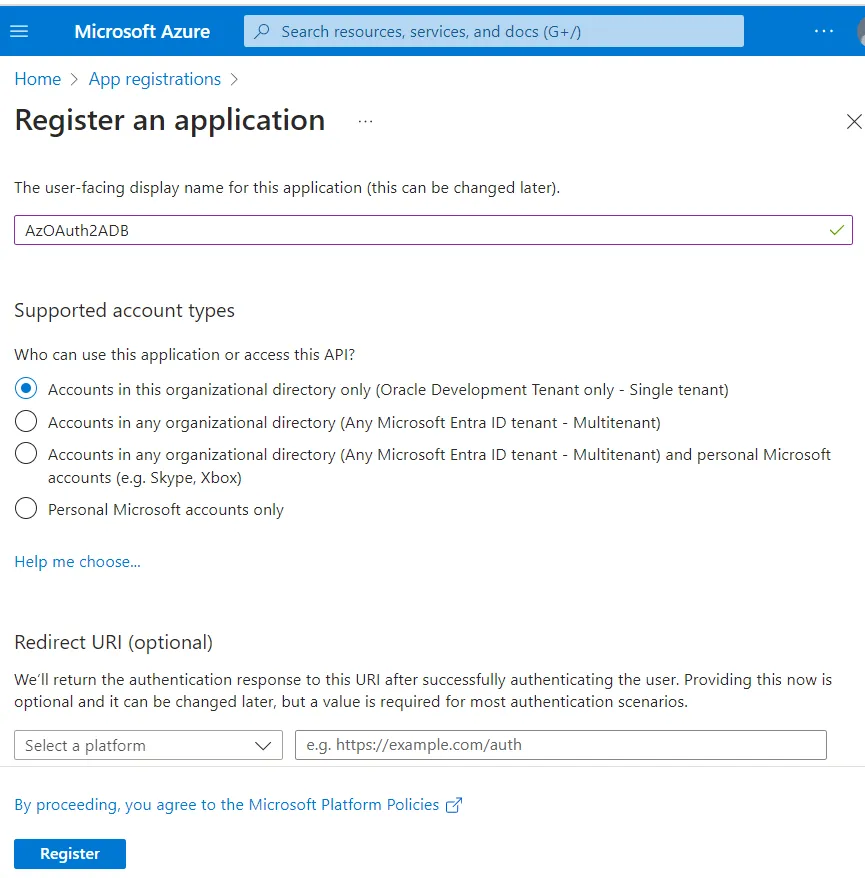 Microsoft Azure
Search resources, services, and docs (G+/)
Home > App registrations >
Register an application
The user-facing display name for this application (this can be changed later).
AzOAuth2ADB
Supported account types
Who can use this application or access this API?
Accounts in this organizational directory only (Oracle Development Tenant only - Single tenant)
Accounts in any organizational directory (Any Microsoft Entra ID tenant - Multitenant)
Accounts in any organizational directory (Any Microsoft Entra ID tenant - Multitenant) and personal Microsoft
accounts (e.g. Skype, Xbox)
Personal Microsoft accounts only
Help me choose...
Redirect URI (optional)
We'll return the authentication response to this URI after successfully authenticating the user. Providing this now is
optional and it can be changed later, but a value is required for most authentication scenarios.
Select a platform
e.g. https://example.com/auth
By proceeding, you agree to the Microsoft Platform Policies
Register